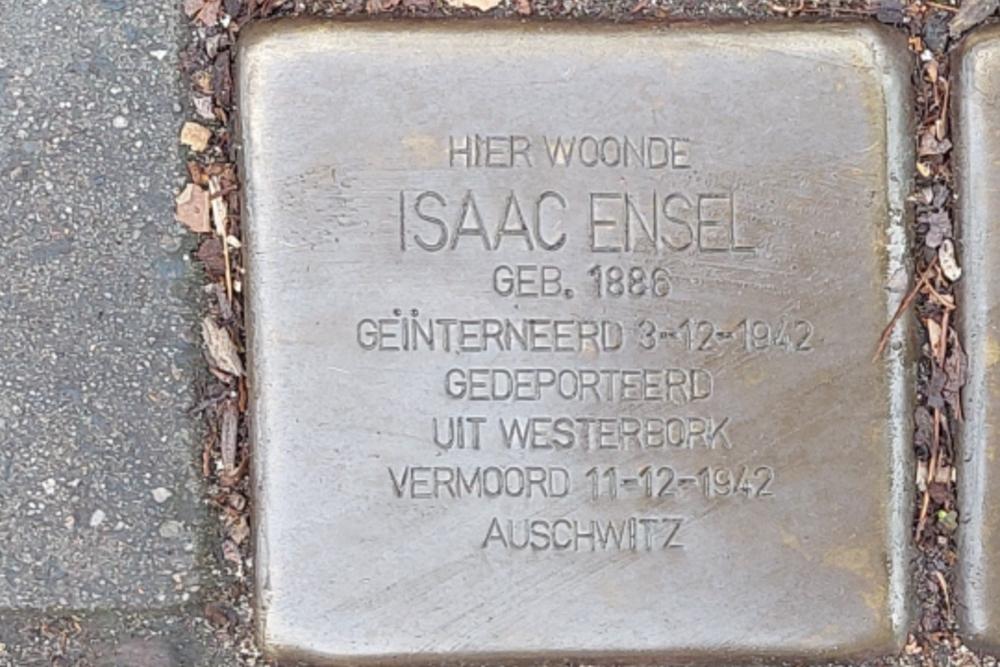 HIER WOONDE
ISAAC ENSEL
GEB. 1886
GEÏNTERNEERD 3-12-1942
GEDEPORTEERD
UIT WESTERBORK
VERMOORD 11-12-1942
AUSCHWITZ